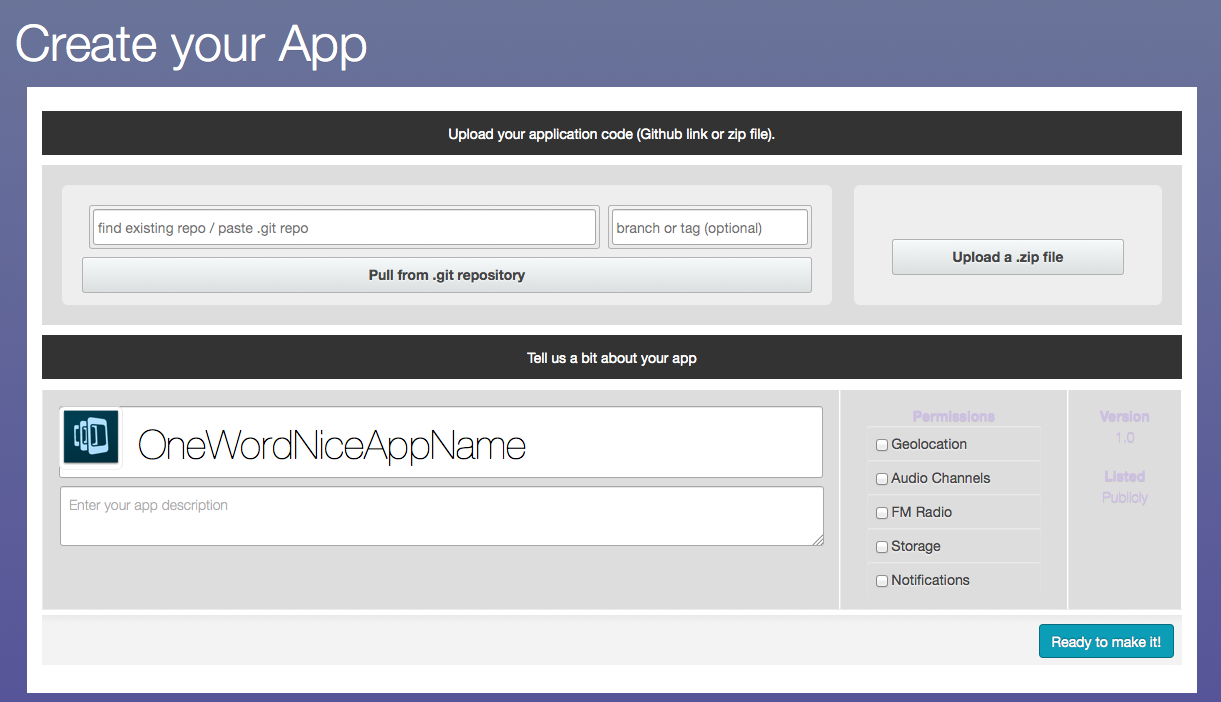 Create your App
Upload your application code (Github link or zip file).
find existing repo / paste .git repo
branch or tag (optional)
Pull from .git repository
Upload a .zip file
Tell us a bit about your app
OneWordNiceAppName
Enter your app description
Permissions
Geolocation
Audio Channels
FM Radio
Storage
Notifications
Version
1.0
Listed
Publicly
Ready to make it!